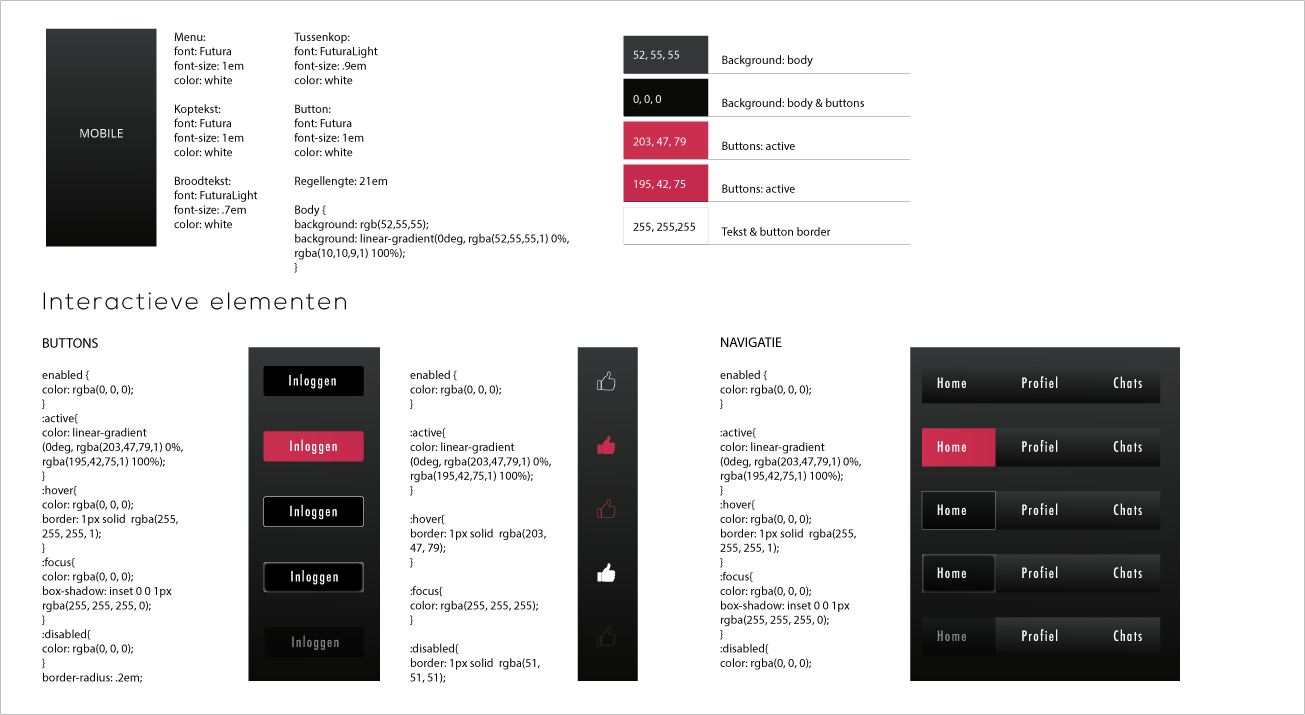 MOBILE
Menu:
font: Futura
font-size: 1em
color: white
Koptekst:
font: Futura
font-size: 1em
color: white
Broodtekst:
font: FuturaLight
font-size: .7em
color: white
Tussenkop:
font: FuturaLight
font-size: .9em
color: white
Button:
font: Futura
font-size: 1em
color: white
Regellengte: 21em
Body {
background: rgb(52,55,55);
background: linear-gradient(0deg, rgba(52,55,55,1) 0%,
rgba(10,10,9,1) 100%);
}
52, 55, 55
Background: body
0, 0, 0
Background: body & buttons
203, 47, 79
Buttons: active
195, 42, 75
Buttons: active
255, 255,255
Tekst & button border
Interactieve elementen
BUTTONS
enabled {
color: rgba(0, 0, 0);
}
:active{
color: linear-gradient
(0deg, rgba(203,47,79,1) 0%,
rgba(195,42,75,1) 100%);
}
:hover{
color: rgba(0, 0, 0);
border: 1px solid rgba(255,
255, 255, 1);
}
:focus{
color: rgba(0, 0, 0);
box-shadow: inset 0 0 1px
rgba(255, 255, 255, 0);
}
:disabled{
color: rgba(0, 0, 0);
}
border-radius: .2em;
Inloggen
Inloggen
Inloggen
Inloggen
Inloggen
enabled {
color: rgba(0, 0, 0);
}
:active{
color: linear-gradient
(0deg, rgba(203,47,79,1) 0%,
rgba(195,42,75,1) 100%);
}
:hover{
border: 1px solid rgba(203,
47, 79);
}
:focus{
color: rgba(255, 255, 255);
}
:disabled{
border: 1px solid rgba(51,
51, 51);
NAVIGATIE
enabled {
color: rgba(0, 0, 0);
}
:active{
color: linear-gradient
(0deg, rgba(203,47,79,1) 0%,
rgba(195,42,75,1) 100%);
}
:hover{
color: rgba(0, 0, 0);
border: 1px solid rgba(255,
255, 255, 1);
}
:focus{
color: rgba(0, 0, 0);
box-shadow: inset 0 0 1px
rgba(255, 255, 255, 0);
}
:disabled{
color: rgba(0, 0, 0);
Home Profiel Chats
Home Profiel Chats
Home Profiel Chats
Home Profiel Chats
Home Profiel Chats